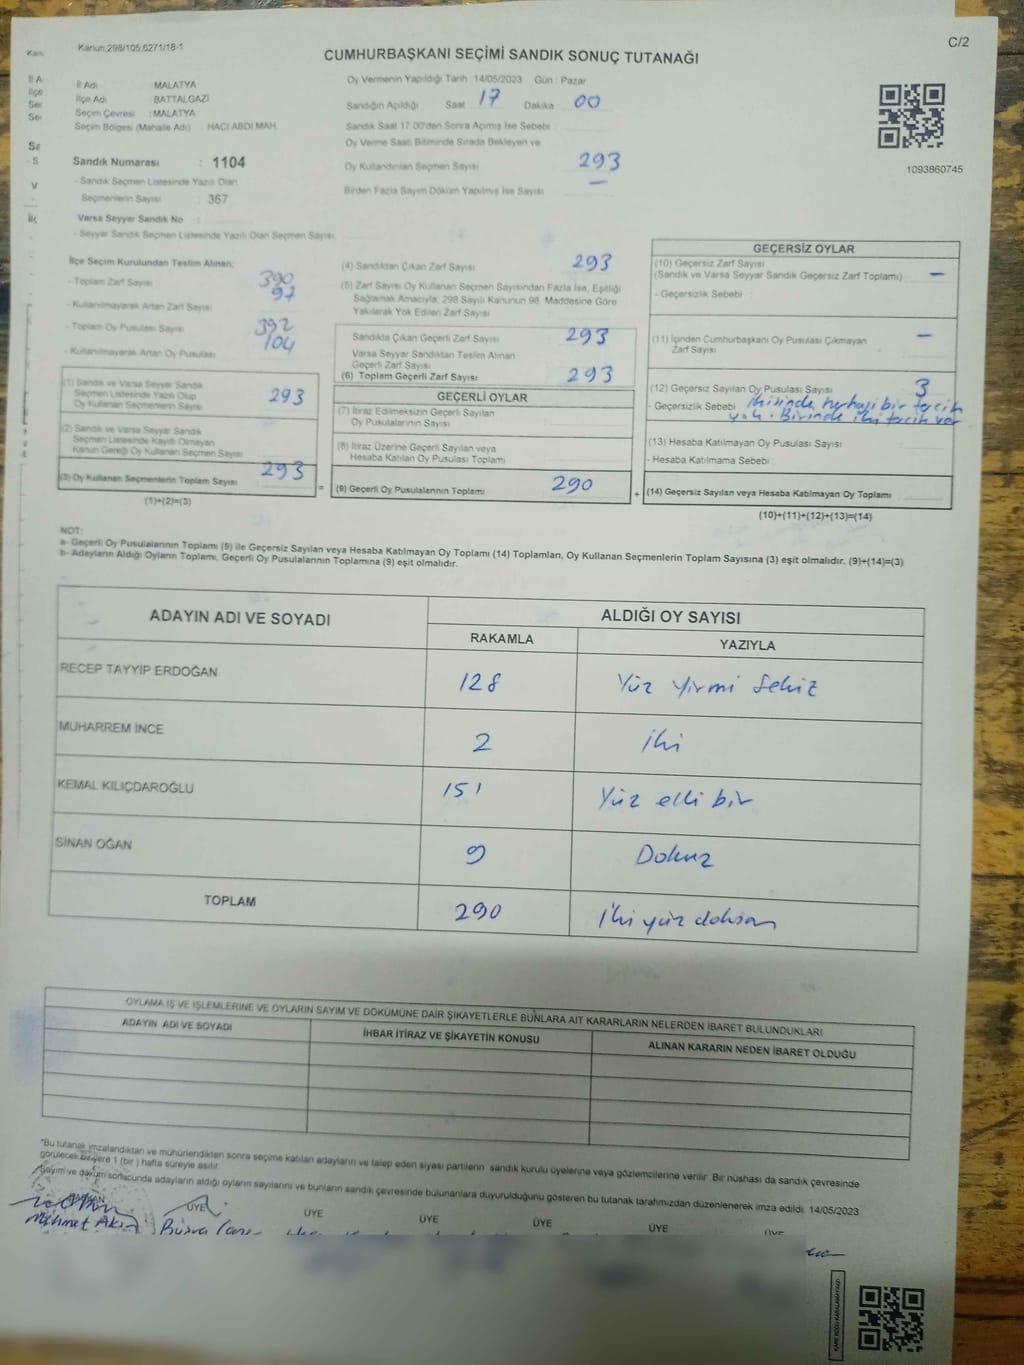 Kanun:298/105;6271/18-1
C/2
CUMHURBAŞKANI SEÇİMİ SANDIK SONUÇ TUTANAĞI
İl Adı : MALATYA
İlçe Adı : BATTALGAZİ
Seçim Çevresi : MALATYA
Seçim Bölgesi (Mahalle Adı) : HACI ABDİ MAH.
Sandık Numarası : 1104
- Sandık Seçmen Listesinde Yazılı Olan
Seçmenlerin Sayısı : 367
Varsa Seyyar Sandık No :
- Seyyar Sandık Seçmen Listesinde Yazılı Olan Seçmen Sayısı:
Oy Vermenin Yapıldığı Tarih :14/05/2023 Gün : Pazar
Sandığın Açıldığı Saat : 17 Dakika : 00
Sandık Saat 17:00'den Sonra Açımış İse Sebebi :
Oy Verme Saati Bitiminde Sırada Bekleyen ve
Oy Kullandırılan Seçmen Sayısı : 293
Birden Fazla Sayım Döküm Yapılmış İse Sayısı : —
1093860745
İlçe Seçim Kurulundan Teslim Alınan:
- Toplam Zarf Sayısı : 390
- Kullanılmayarak Artan Zarf Sayısı : 97
- Toplam Oy Pusulası Sayısı : 392
- Kullanılmayarak Artan Oy Pusulası : 104
(1) Sandık ve Varsa Seyyar Sandık
Seçmen Listesinde Yazılı Olup
Oy Kullanan Seçmenlerin Sayısı : 293
(2) Sandık ve Varsa Seyyar Sandık
Seçmen Listesinde Kaydı Olmayan
Kanun Gereği Oy Kullanan Seçmen Sayısı :
(3) Oy Kullanan Seçmenlerin Toplam Sayısı : 293
(1)+(2)=(3)
(4) Sandıktan Çıkan Zarf Sayısı : 293
(5) Zarf Sayısı Oy Kullanan Seçmen Sayısından Fazla İse, Eşitliği
Sağlamak Amacıyla, 298 Sayılı Kanunun 98. Maddesine Göre
Yakılarak Yok Edilen Zarf Sayısı :
Sandıkta Çıkan Geçerli Zarf Sayısı : 293
Varsa Seyyar Sandıktan Teslim Alınan
Geçerli Zarf Sayısı :
(6) Toplam Geçerli Zarf Sayısı : 293
GEÇERLİ OYLAR
(7) İtiraz Edilmeksizin Geçerli Sayılan
Oy Pusulalarının Sayısı :
(8) İtiraz Üzerine Geçerli Sayılan veya
Hesaba Katılan Oy Pusulası Toplamı :
= (9) Geçerli Oy Pusulalarının Toplamı : 290
GEÇERSİZ OYLAR
(10) Geçersiz Zarf Sayısı
(Sandık ve Varsa Seyyar Sandık Geçersiz Zarf Toplamı) : —
- Geçersizlik Sebebi :
(11) İçinden Cumhurbaşkanı Oy Pusulası Çıkmayan
Zarf Sayısı : —
(12) Geçersiz Sayılan Oy Pusulası Sayısı : 3
- Geçersizlik Sebebi : ikisinde herhagi bir tercih
yok. Birinde iki tercih var
(13) Hesaba Katılmayan Oy Pusulası Sayısı :
- Hesaba Katılmama Sebebi :
+ (14) Geçersiz Sayılan veya Hesaba Katılmayan Oy Toplamı :
(10)+(11)+(12)+(13)=(14)
NOT:
a- Geçerli Oy Pusulalarının Toplamı (9) ile Geçersiz Sayılan veya Hesaba Katılmayan Oy Toplamı (14) Toplamları, Oy Kullanan Seçmenlerin Toplam Sayısına (3) eşit olmalıdır. (9)+(14)=(3)
b- Adayların Aldığı Oyların Toplamı, Geçerli Oy Pusulalarının Toplamına (9) eşit olmalıdır.
ADAYIN ADI VE SOYADI ALDIĞI OY SAYISI
RAKAMLA YAZIYLA
RECEP TAYYİP ERDOĞAN 128 Yüz yirmi sekiz
MUHARREM İNCE 2 iki
KEMAL KILIÇDAROĞLU 151 Yüz elli bir
SİNAN OĞAN 9 Dokuz
TOPLAM 290 iki yüz doksan
OYLAMA İŞ VE İŞLEMLERİNE VE OYLARIN SAYIM VE DÖKÜMÜNE DAİR ŞİKAYETLERLE BUNLARA AİT KARARLARIN NELERDEN İBARET BULUNDUKLARI
ADAYIN ADI VE SOYADI İHBAR İTİRAZ VE ŞİKAYETİN KONUSU ALINAN KARARIN NEDEN İBARET OLDUĞU
*Bu tutanak imzalandıktan ve mühürlendikten sonra seçime katılan adayların ve talep eden siyasi partilerin sandık kurulu üyelerine veya gözlemcilerine verilir. Bir nüshası da sandık çevresinde
görülecek bir yere 1 (bir) hafta süreyle asılır.
Sayım ve döküm sonucunda adayların aldığı oyların sayılarını ve bunların sandık çevresinde bulunanlara duyurulduğunu gösteren bu tutanak tarafımızdan düzenlenerek imza edildi. 14/05/2023
BAŞKAN ÜYE ÜYE ÜYE ÜYE ÜYE ÜYE
Mehmet Akın Büşra